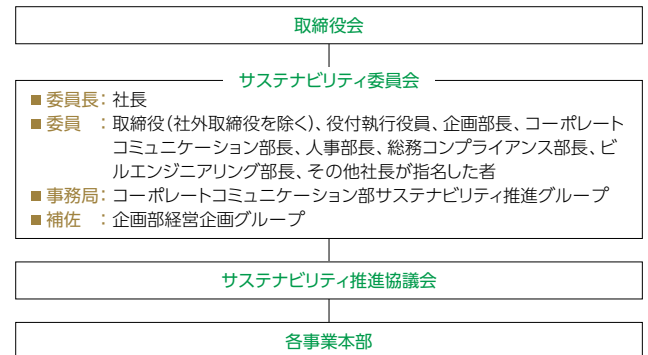 取締役会
サステナビリティ委員会
■委員長：社長
■委員　：取締役（社外取締役を除く）、役付執行役員、企画部長、コーポレート
コミュニケーション部長、人事部長、総務コンプライアンス部長、ビ
ルエンジニアリング部長、その他社長が指名した者
■事務局：コーポレートコミュニケーション部サステナビリティ推進グループ
■補佐　：企画部経営企画グループ
サステナビリティ推進協議会
各事業本部